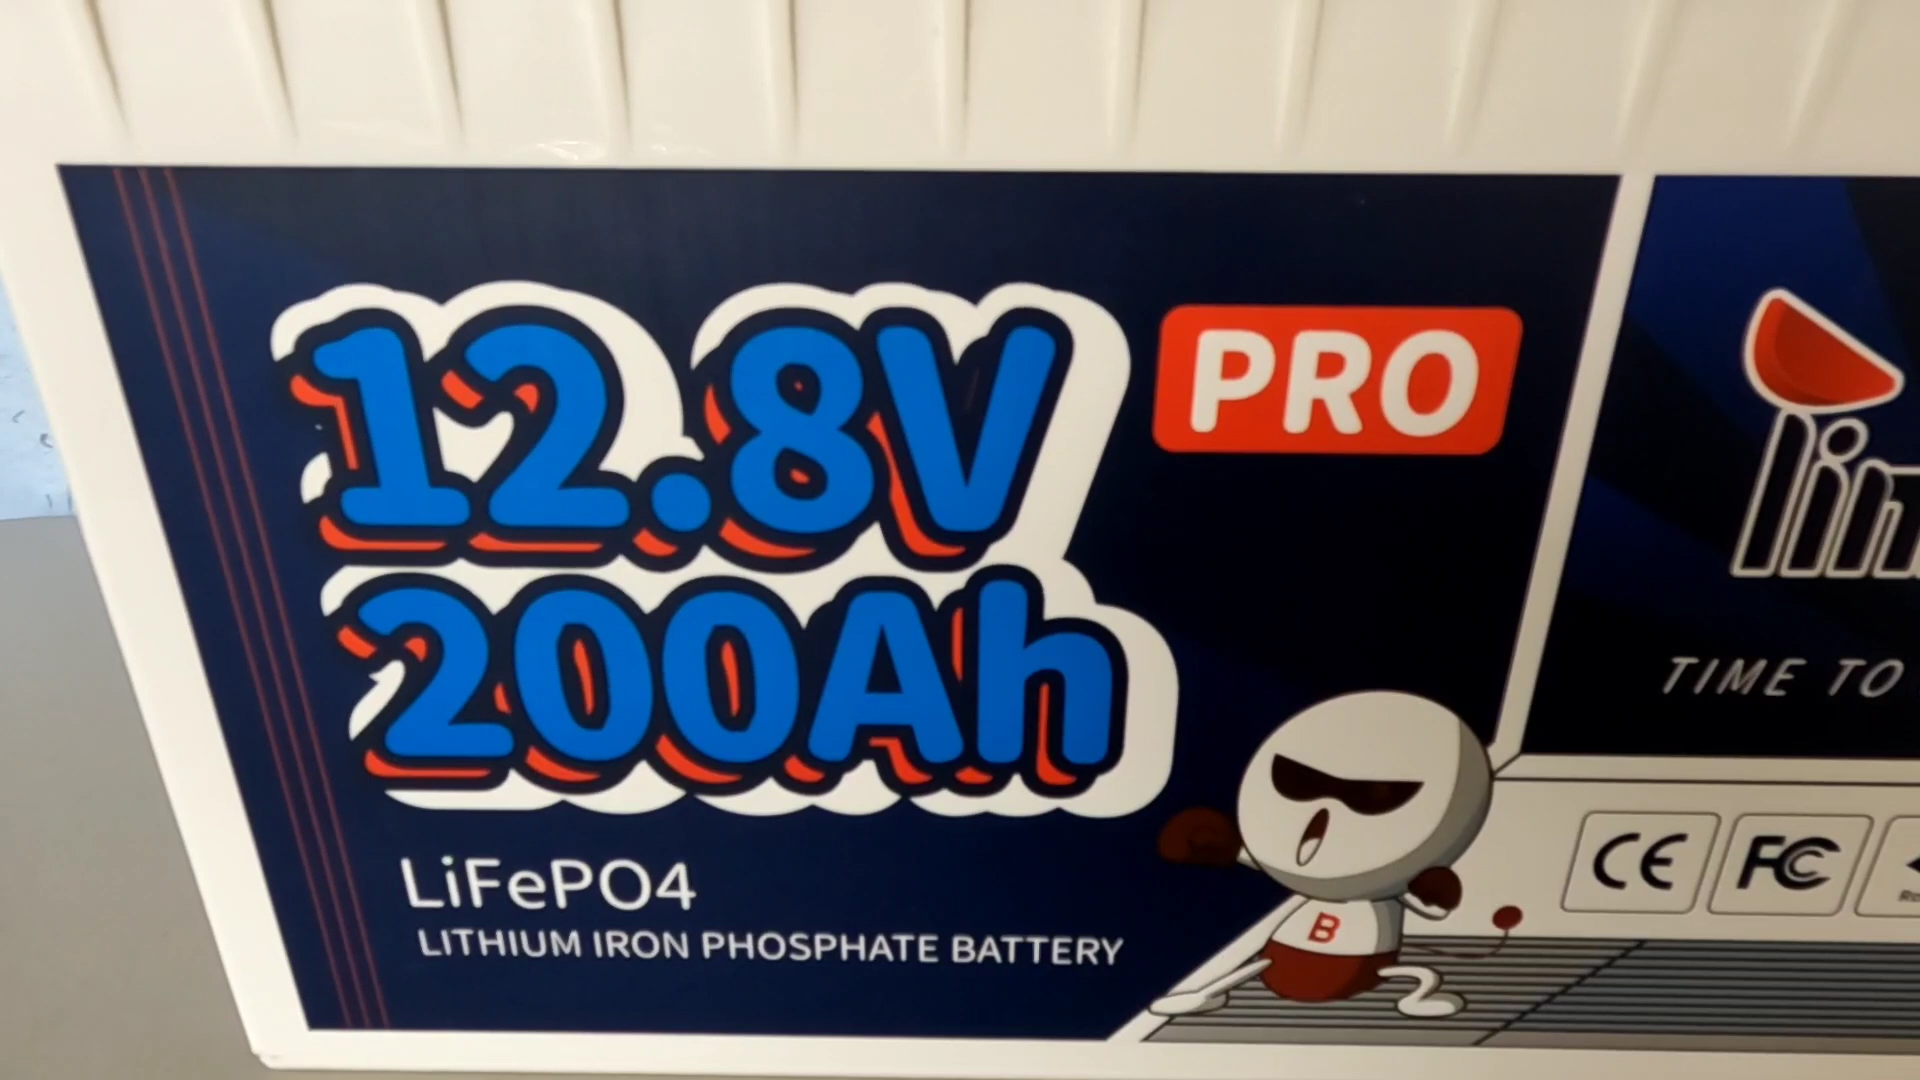 12.8V
PRO
200Ah
LiFePO4
LITHIUM IRON PHOSPHATE BATTERY
B
TIME TO
CE
FC